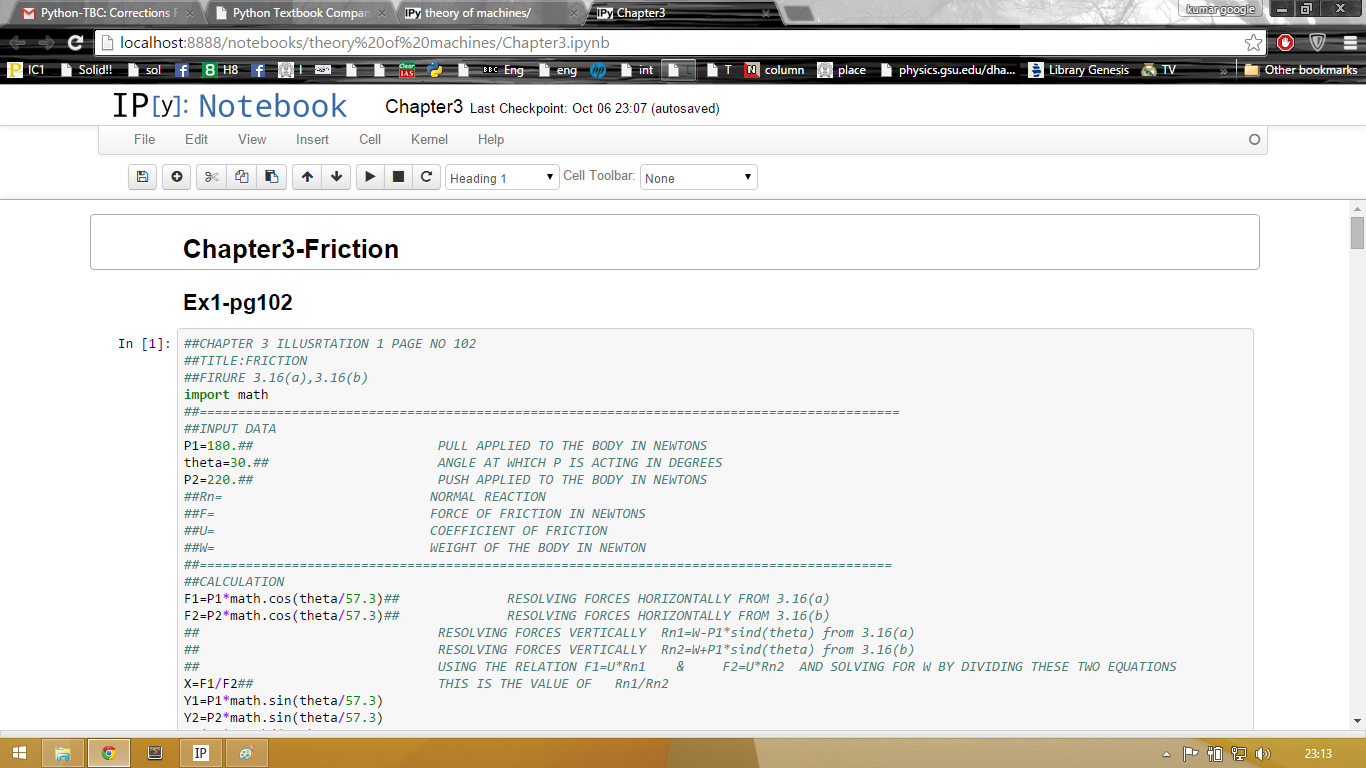 Python-TBC: Corrections F
Python Textbook Compan
IPy theory of machines/
IPy Chapter3
kumar google
localhost:8888/notebooks/theory%20of%20machines/Chapter3.ipynb
IC1 Solid!! sol H8 I Clear IAS BBC Eng eng hp int L T N column place physics.gsu.edu/dha... Library Genesis TV » Other bookmarks
IP[y]: Notebook Chapter3 Last Checkpoint: Oct 06 23:07 (autosaved)
File Edit View Insert Cell Kernel Help
Heading 1 Cell Toolbar: None
Chapter3-Friction
Ex1-pg102
In [1]: ##CHAPTER 3 ILLUSRTATION 1 PAGE NO 102
##TITLE:FRICTION
##FIRURE 3.16(a),3.16(b)
import math
##===========================================================================================
##INPUT DATA
P1=180.## PULL APPLIED TO THE BODY IN NEWTONS
theta=30.## ANGLE AT WHICH P IS ACTING IN DEGREES
P2=220.## PUSH APPLIED TO THE BODY IN NEWTONS
##Rn= NORMAL REACTION
##F= FORCE OF FRICTION IN NEWTONS
##U= COEFFICIENT OF FRICTION
##W= WEIGHT OF THE BODY IN NEWTON
##==========================================================================================
##CALCULATION
F1=P1*math.cos(theta/57.3)## RESOLVING FORCES HORIZONTALLY FROM 3.16(a)
F2=P2*math.cos(theta/57.3)## RESOLVING FORCES HORIZONTALLY FROM 3.16(b)
## RESOLVING FORCES VERTICALLY Rn1=W-P1*sind(theta) from 3.16(a)
## RESOLVING FORCES VERTICALLY Rn2=W+P1*sind(theta) from 3.16(b)
## USING THE RELATION F1=U*Rn1 & F2=U*Rn2 AND SOLVING FOR W BY DIVIDING THESE TWO EQUATIONS
X=F1/F2## THIS IS THE VALUE OF Rn1/Rn2
Y1=P1*math.sin(theta/57.3)
Y2=P2*math.sin(theta/57.3)
IP 23:13